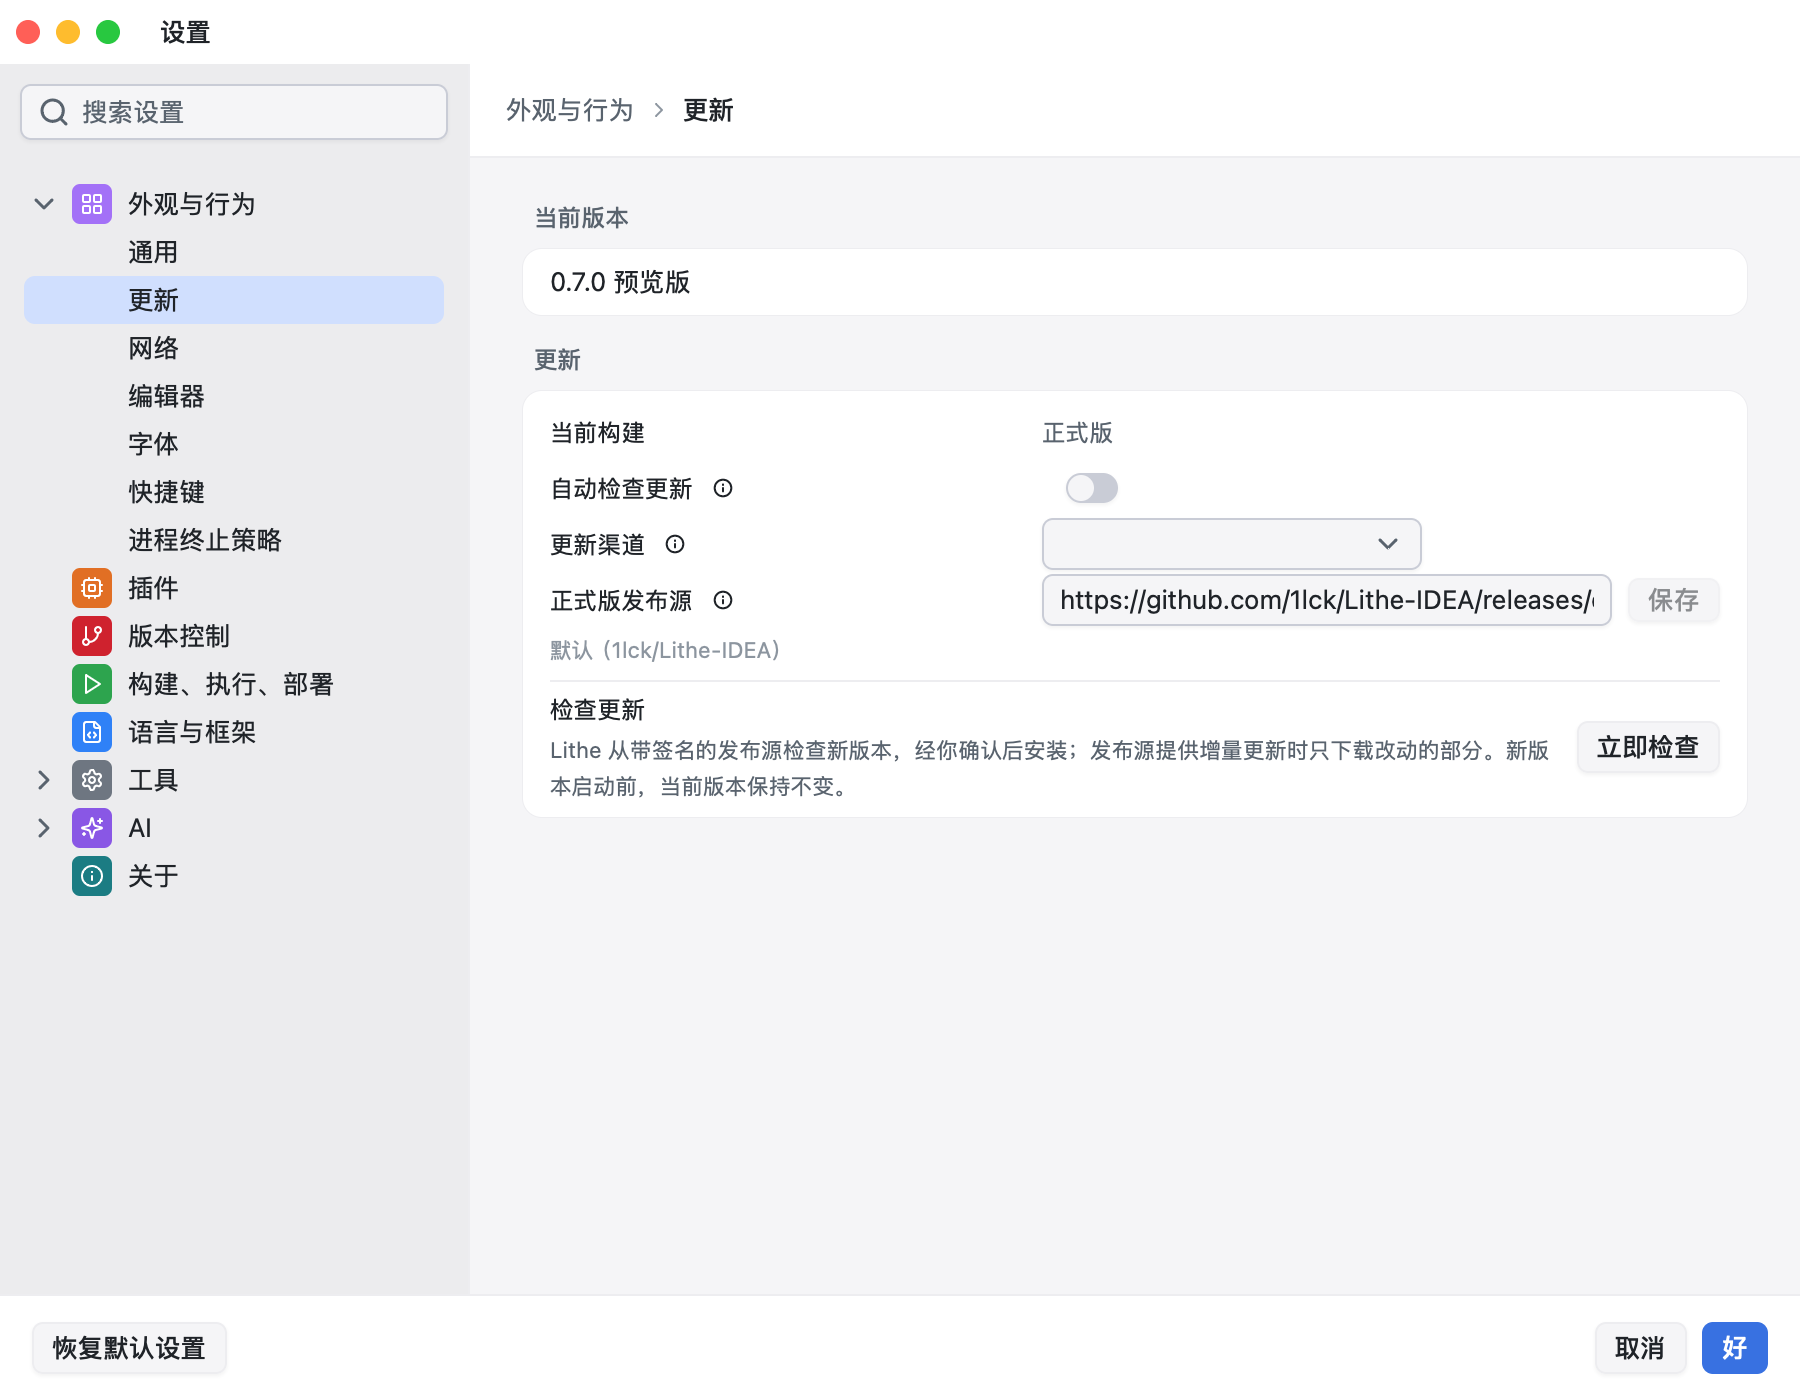 设置
搜索设置
外观与行为
通用
更新
网络
编辑器
字体
快捷键
进程终止策略
插件
版本控制
构建、执行、部署
语言与框架
工具
AI
关于
外观与行为 > 更新
当前版本
0.7.0 预览版
更新
当前构建 正式版
自动检查更新
更新渠道
正式版发布源 https://github.com/1lck/Lithe-IDEA/releases/ 保存
默认（1lck/Lithe-IDEA）
检查更新
Lithe 从带签名的发布源检查新版本，经你确认后安装；发布源提供增量更新时只下载改动的部分。新版
本启动前，当前版本保持不变。
立即检查
恢复默认设置
取消
好